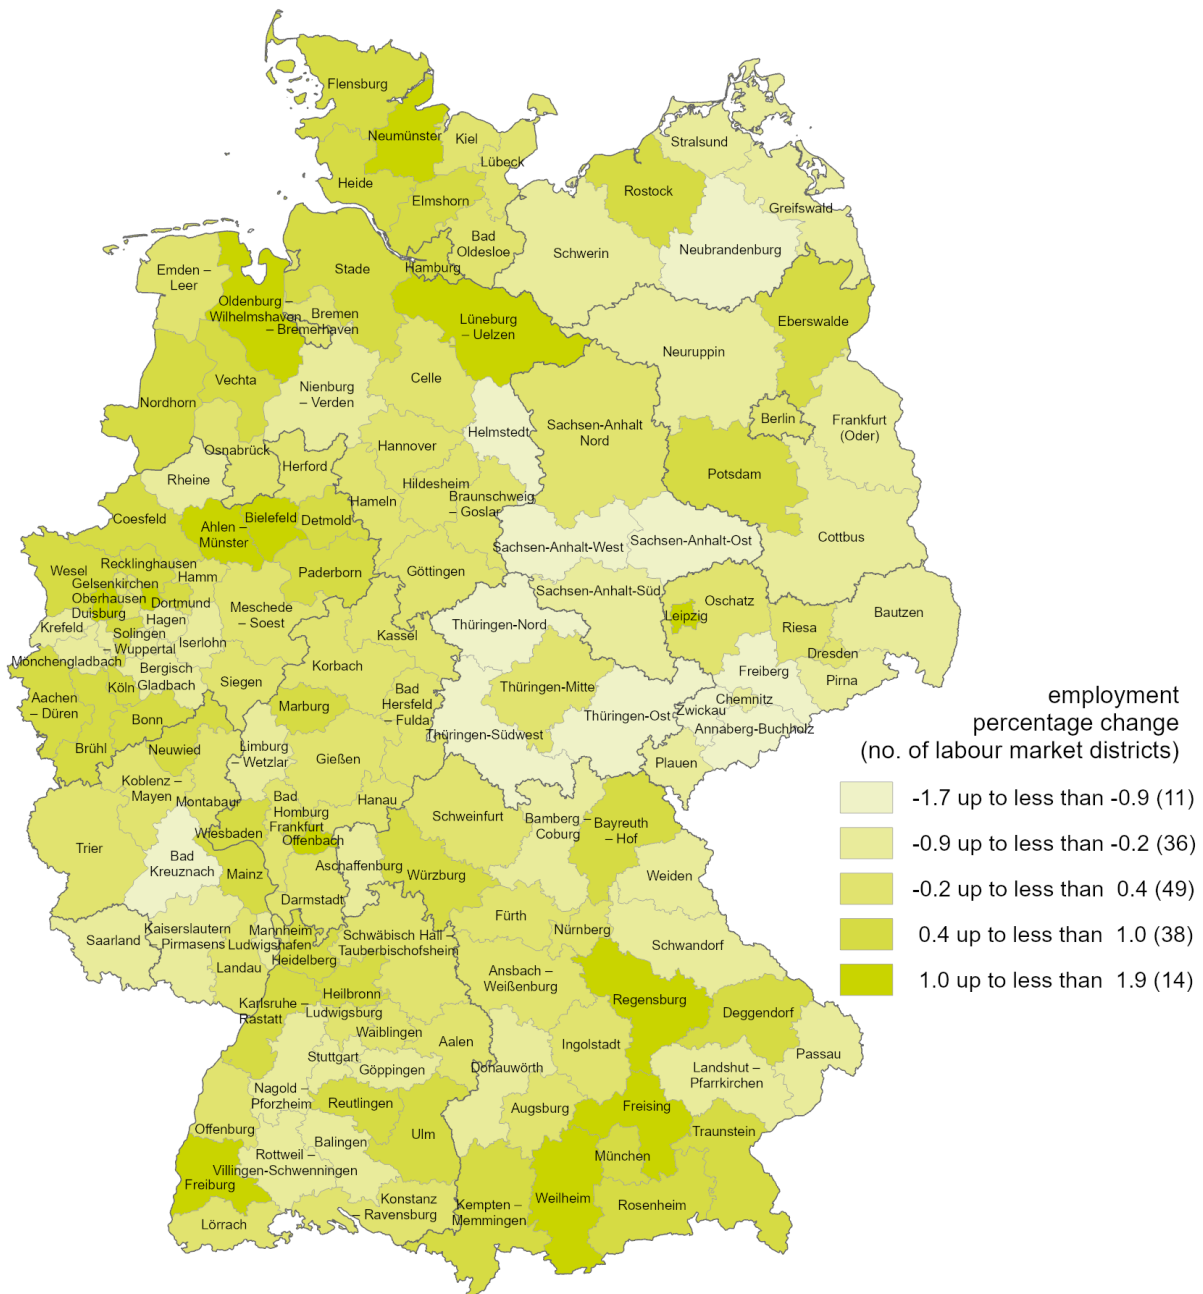 Flensburg
Neumünster
Kiel
Lübeck
Stralsund
Heide
Elmshorn
Rostock
Greifswald
Bad
Oldesloe
Schwerin
Neubrandenburg
Emden –
Leer
Stade
Hamburg
Oldenburg –
Wilhelmshaven
Bremen
– Bremerhaven
Lüneburg
– Uelzen
Eberswalde
Neuruppin
Vechta
Nienburg
– Verden
Celle
Nordhorn
Helmstedt
Sachsen-Anhalt
Nord
Berlin
Frankfurt
(Oder)
Osnabrück
Herford
Hannover
Rheine
Potsdam
Hildesheim
Hameln
Braunschweig
– Goslar
Coesfeld
Ahlen –
Münster
Bielefeld
Detmold
Sachsen-Anhalt-West
Sachsen-Anhalt-Ost
Cottbus
Wesel
Recklinghausen
Gelsenkirchen
Hamm
Paderborn
Göttingen
Oberhausen
Dortmund
Duisburg
Hagen
Meschede
– Soest
Sachsen-Anhalt-Süd
Oschatz
Leipzig
Bautzen
Krefeld
Solingen
– Wuppertal
Iserlohn
Kassel
Thüringen-Nord
Riesa
Dresden
Mönchengladbach
Bergisch
Gladbach
Korbach
Freiberg
Pirna
Aachen
– Düren
Köln
Siegen
Bad
Hersfeld
– Fulda
Marburg
Thüringen-Mitte
Chemnitz
Zwickau
Thüringen-Ost
Annaberg-Buchholz
Bonn
Brühl
Neuwied
Limburg
– Wetzlar
Gießen
Thüringen-Südwest
Plauen
Koblenz –
Mayen
Montabaur
Bad
Homburg
Hanau
Schweinfurt
Bamberg –
Coburg
Bayreuth
– Hof
Wiesbaden
Frankfurt
Offenbach
Trier
Bad
Kreuznach
Mainz
Aschaffenburg
Würzburg
Weiden
Darmstadt
Fürth
Nürnberg
Kaiserslautern
Pirmasens
Mannheim
Ludwigshafen
Heidelberg
Schwäbisch Hall –
Tauberbischofsheim
Saarland
Schwandorf
Landau
Ansbach –
Weißenburg
Karlsruhe –
Rastatt
Heilbronn
Ludwigsburg
Regensburg
Deggendorf
Waiblingen
Aalen
Ingolstadt
Passau
Stuttgart
Göppingen
Donauwörth
Landshut –
Pfarrkirchen
Nagold –
Pforzheim
Reutlingen
Augsburg
Freising
Offenburg
Balingen
Ulm
Traunstein
Rottweil –
Villingen-Schwenningen
München
Freiburg
Konstanz
– Ravensburg
Kempten –
Memmingen
Weilheim
Rosenheim
Lörrach
employment
percentage change
(no. of labour market districts)
-1.7 up to less than -0.9 (11)
-0.9 up to less than -0.2 (36)
-0.2 up to less than 0.4 (49)
0.4 up to less than 1.0 (38)
1.0 up to less than 1.9 (14)